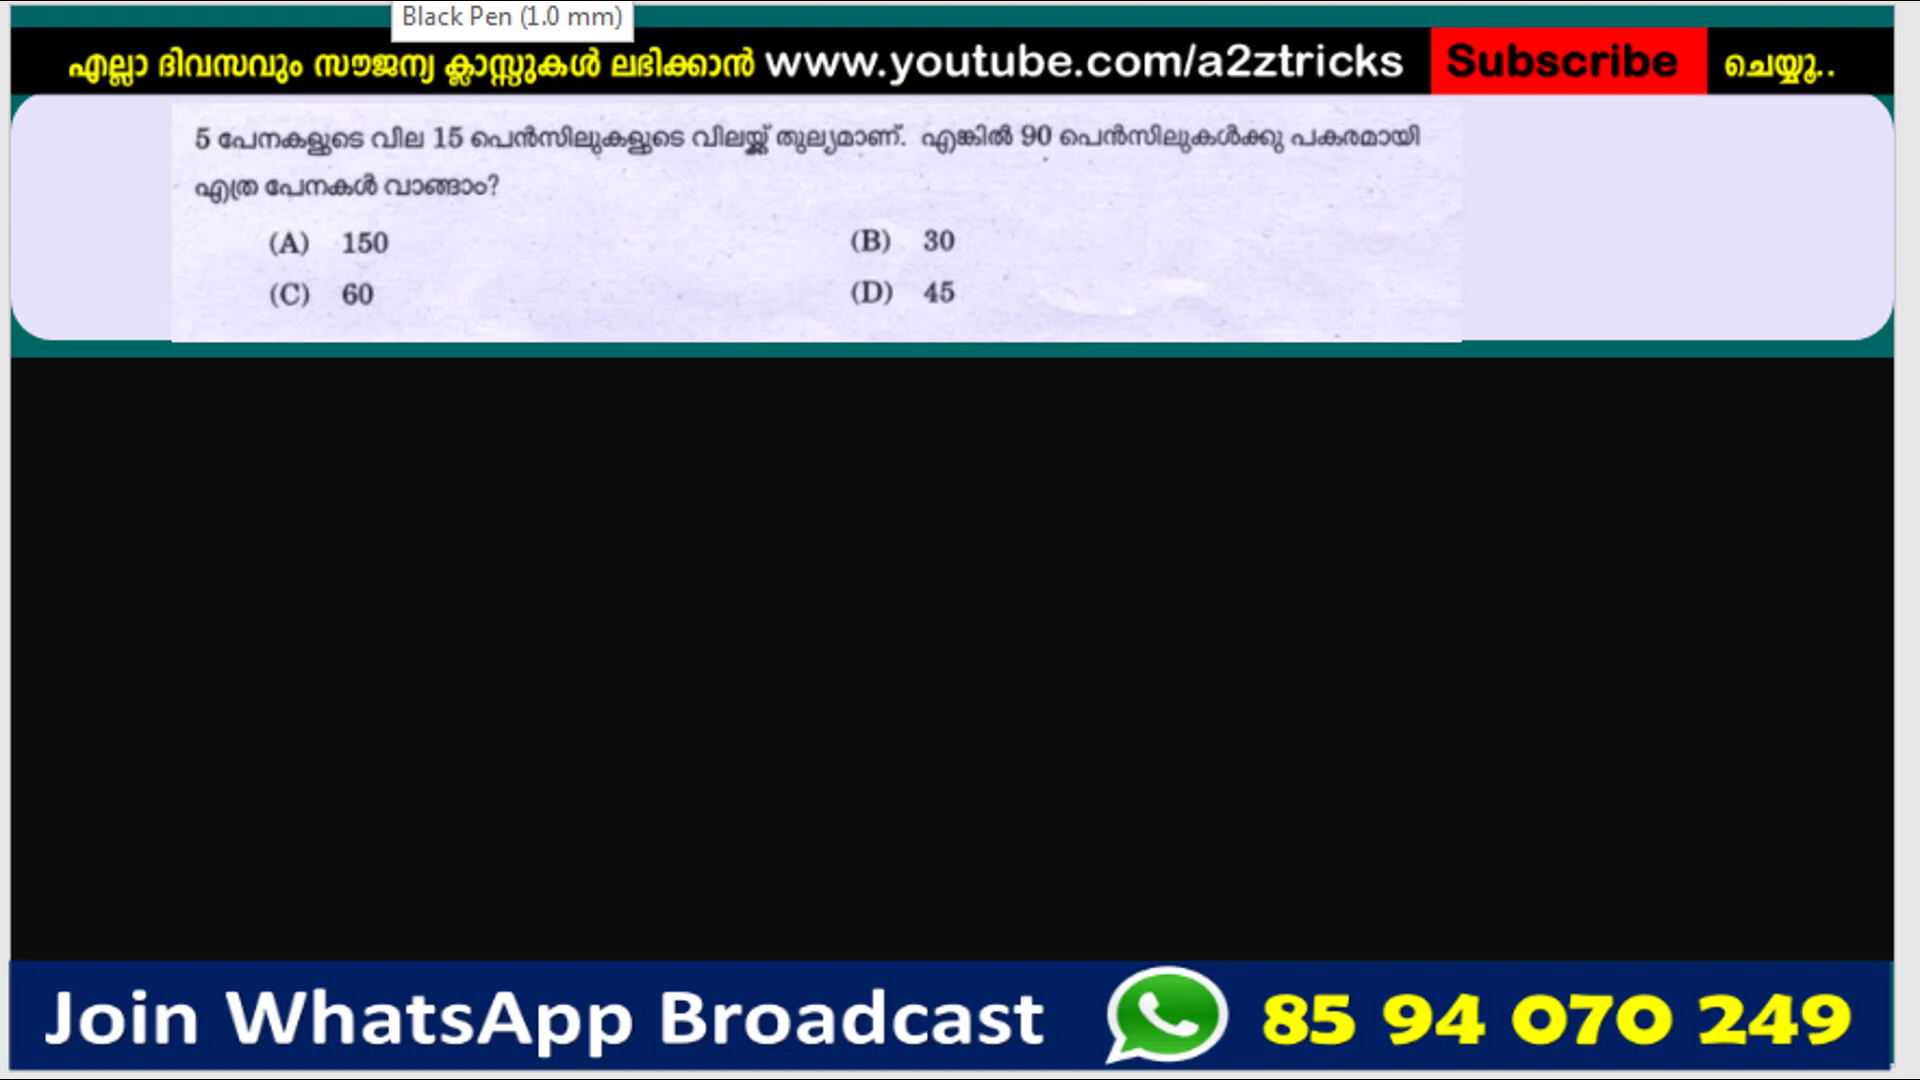 Black Pen (1.0 mm)
എല്ലാ ദിവസവും സൗജന്യ ക്ലാസ്സുകൾ ലഭിക്കാൻ www.youtube.com/a2ztricks Subscribe ചെയ്യൂ..
5 പേനകളുടെ വില 15 പെൻസിലുകളുടെ വിലയ്ക്ക് തുല്യമാണ്. എങ്കിൽ 90 പെൻസിലുകൾക്കു പകരമായി
എത്ര പേനകൾ വാങ്ങാം?
(A) 150 (B) 30
(C) 60 (D) 45
Join WhatsApp Broadcast 85 94 070 249